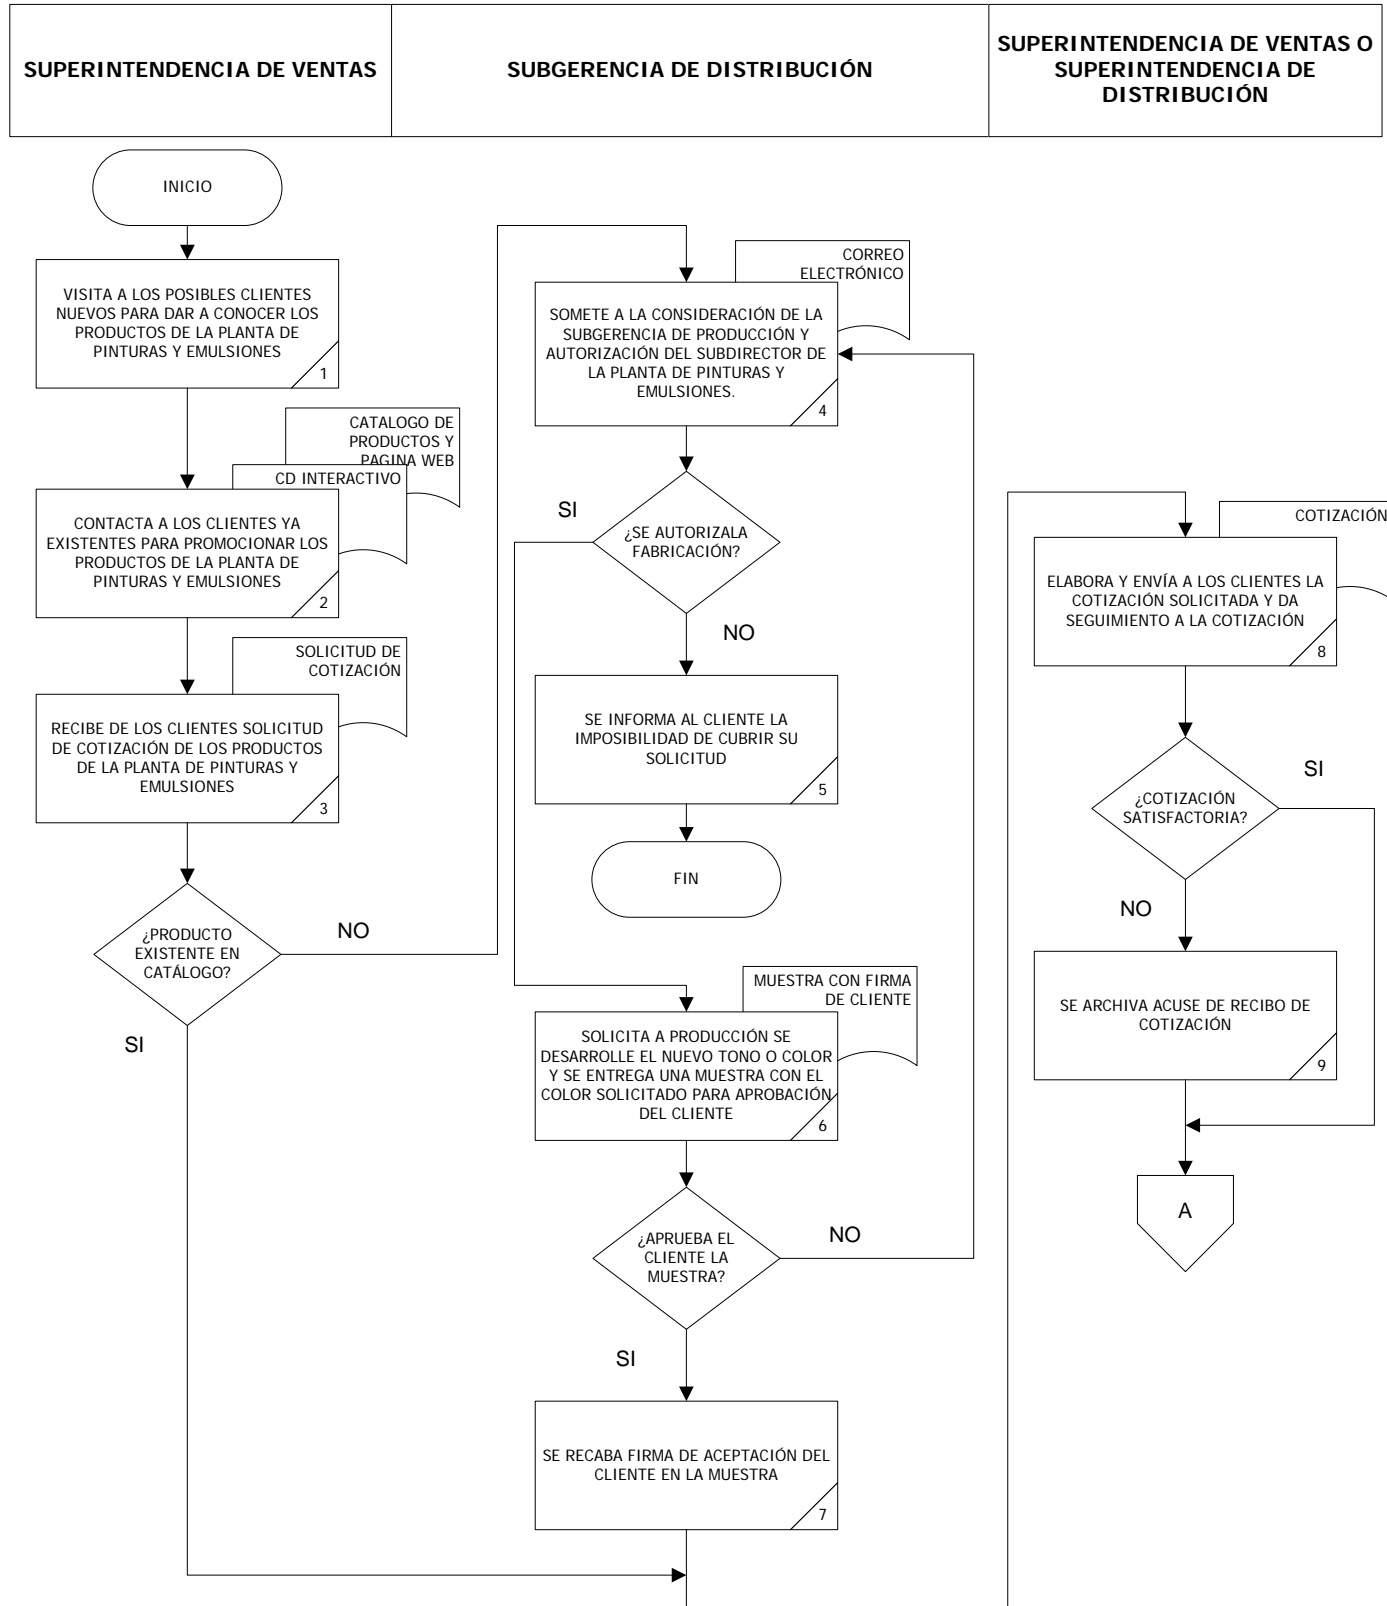 SUPERINTENDENCIA DE VENTAS
SUBGERENCIA DE DISTRIBUCIÓN
SUPERINTENDENCIA DE VENTAS O
SUPERINTENDENCIA DE
DISTRIBUCIÓN
INICIO
VISITA A LOS POSIBLES CLIENTES
NUEVOS PARA DAR A CONOCER LOS
PRODUCTOS DE LA PLANTA DE
PINTURAS Y EMULSIONES
1
CATALOGO DE
PRODUCTOS Y
PAGINA WEB
CD INTERACTIVO
CONTACTA A LOS CLIENTES YA
EXISTENTES PARA PROMOCIONAR LOS
PRODUCTOS DE LA PLANTA DE
PINTURAS Y EMULSIONES
2
SOLICITUD DE
COTIZACIÓN
RECIBE DE LOS CLIENTES SOLICITUD
DE COTIZACIÓN DE LOS PRODUCTOS
DE LA PLANTA DE PINTURAS Y
EMULSIONES
3
¿PRODUCTO
EXISTENTE EN
CATÁLOGO?
NO
SI
CORREO
ELECTRÓNICO
SOMETE A LA CONSIDERACIÓN DE LA
SUBGERENCIA DE PRODUCCIÓN Y
AUTORIZACIÓN DEL SUBDIRECTOR DE
LA PLANTA DE PINTURAS Y
EMULSIONES.
4
SI
¿SE AUTORIZALA
FABRICACIÓN?
NO
SE INFORMA AL CLIENTE LA
IMPOSIBILIDAD DE CUBRIR SU
SOLICITUD
5
FIN
MUESTRA CON FIRMA
DE CLIENTE
SOLICITA A PRODUCCIÓN SE
DESARROLLE EL NUEVO TONO O COLOR
Y SE ENTREGA UNA MUESTRA CON EL
COLOR SOLICITADO PARA APROBACIÓN
DEL CLIENTE
6
¿APRUEBA EL
CLIENTE LA
MUESTRA?
NO
SI
SE RECABA FIRMA DE ACEPTACIÓN DEL
CLIENTE EN LA MUESTRA
7
COTIZACIÓN
ELABORA Y ENVÍA A LOS CLIENTES LA
COTIZACIÓN SOLICITADA Y DA
SEGUIMIENTO A LA COTIZACIÓN
8
SI
¿COTIZACIÓN
SATISFACTORIA?
NO
SE ARCHIVA ACUSE DE RECIBO DE
COTIZACIÓN
9
A